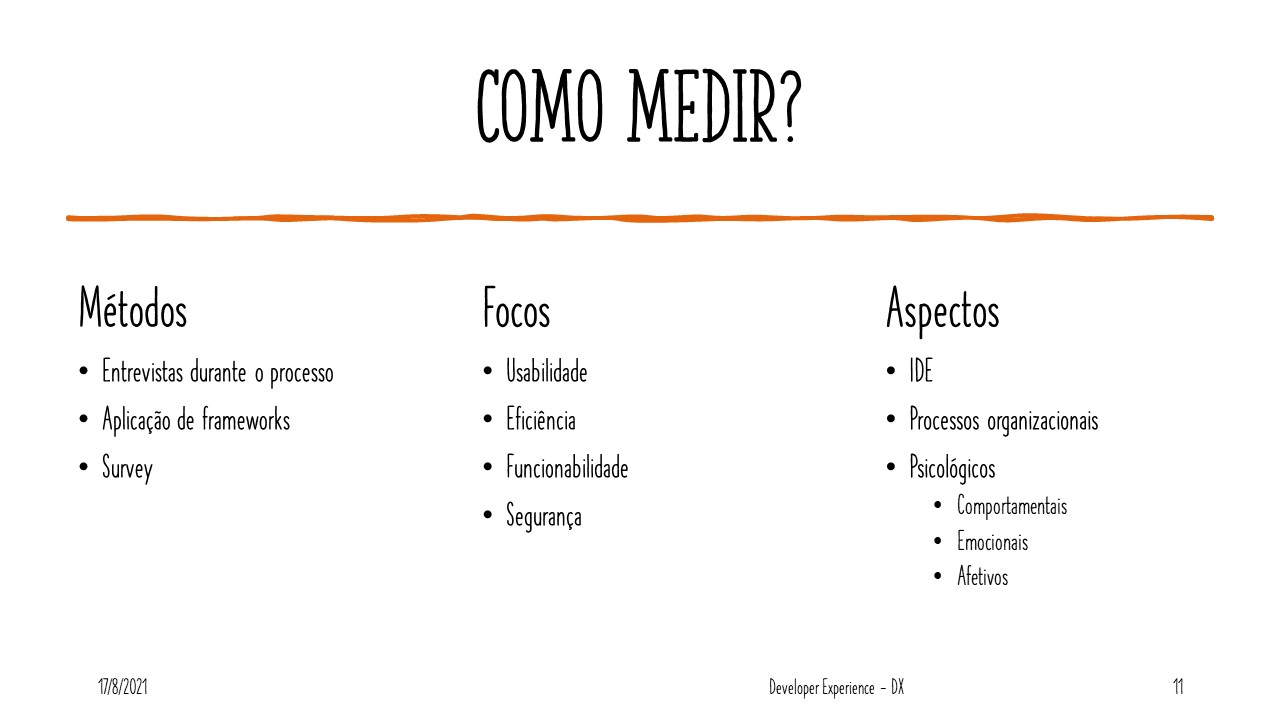 COMO MEDIR?
Métodos
• Entrevistas durante o processo
• Aplicação de frameworks
• Survey
Focos
• Usabilidade
• Eficiência
• Funcionabilidade
• Segurança
Aspectos
• IDE
• Processos organizacionais
• Psicológicos
• Comportamentais
• Emocionais
• Afetivos
17/8/2021
Developer Experience - DX
11